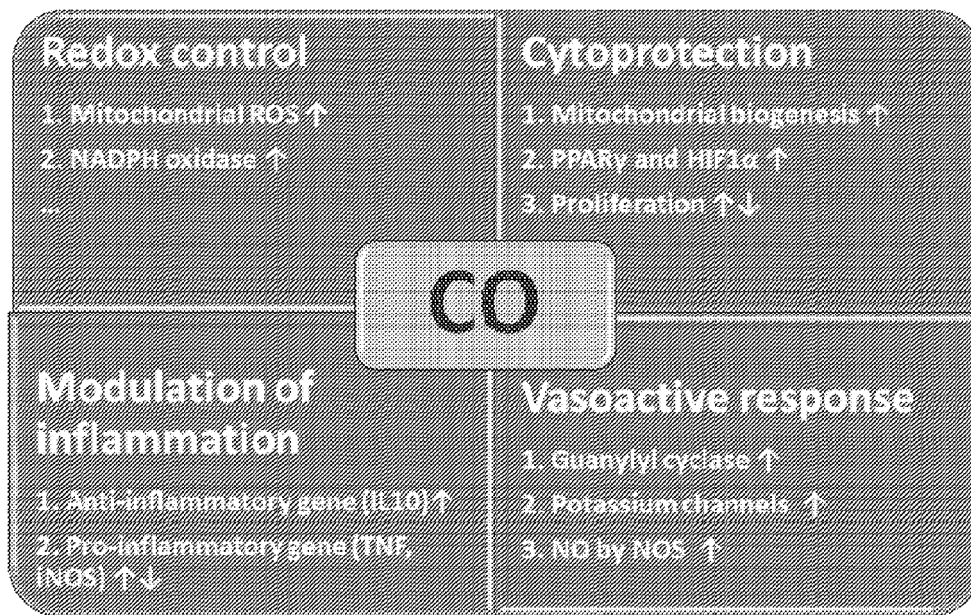 Redox control
1. Mitochondrial ROS ↑
2. NADPH oxidase ↑
...
Cytoprotection
1. Mitochondrial biogenesis ↑
2. PPARγ and HIF1α ↑
3. Proliferation ↑↓
CO
Modulation of
inflammation
1. Anti-inflammatory gene (IL10) ↑
2. Pro-inflammatory gene (TNF,
iNOS) ↑↓
Vasoactive response
1. Guanylyl cyclase ↑
2. Potassium channels ↑
3. NO by NOS ↑